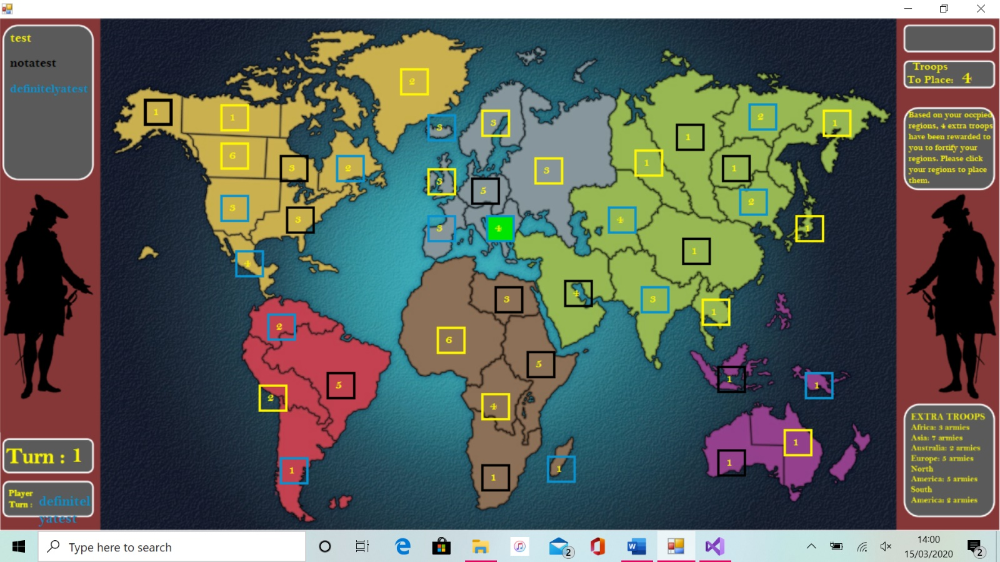 test
notatest
definitelyatest
Turn : 1
Player
Turn :
definitel
yatest
2
1
1
3
3
6
3
2
3
3
5
3
3
3
4
4
2
2
5
1
3
6
5
4
1
1
1
1
1
2
1
1
2
4
1
1
4
3
1
1
1
1
1
Troops
To Place: 4
Based on your occpied
regions, 4 extra troops
have been rewarded to
you to fortify your
regions. Please click
your regions to place
them.
EXTRA TROOPS
Africa: 3 armies
Asia: 7 armies
Australia: 2 armies
Europe: 5 armies
North
America: 5 armies
South
America: 2 armies
Type here to search
2
14:00
15/03/2020
2